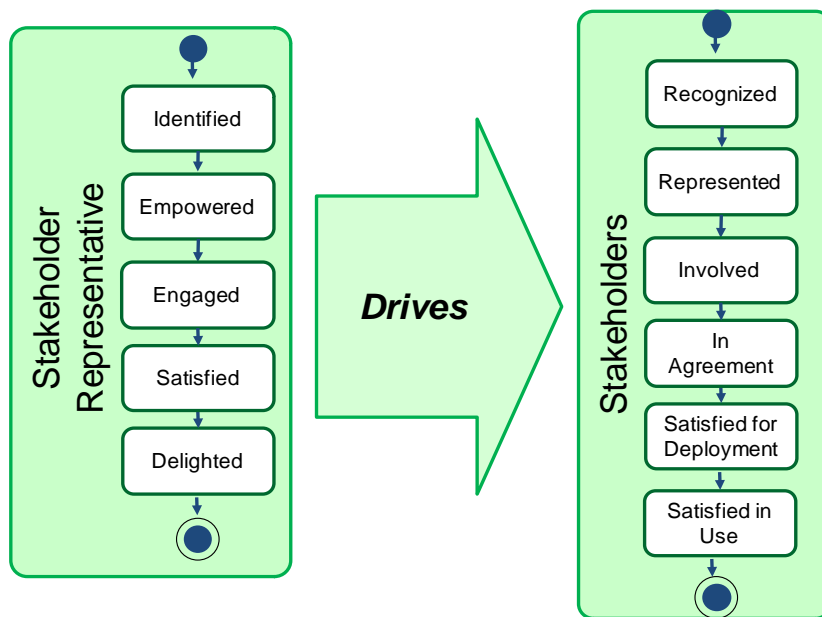 Stakeholder
Representative
Identified
Empowered
Engaged
Satisfied
Delighted
Drives
Stakeholders
Recognized
Represented
Involved
In
Agreement
Satisfied for
Deployment
Satisfied in
Use